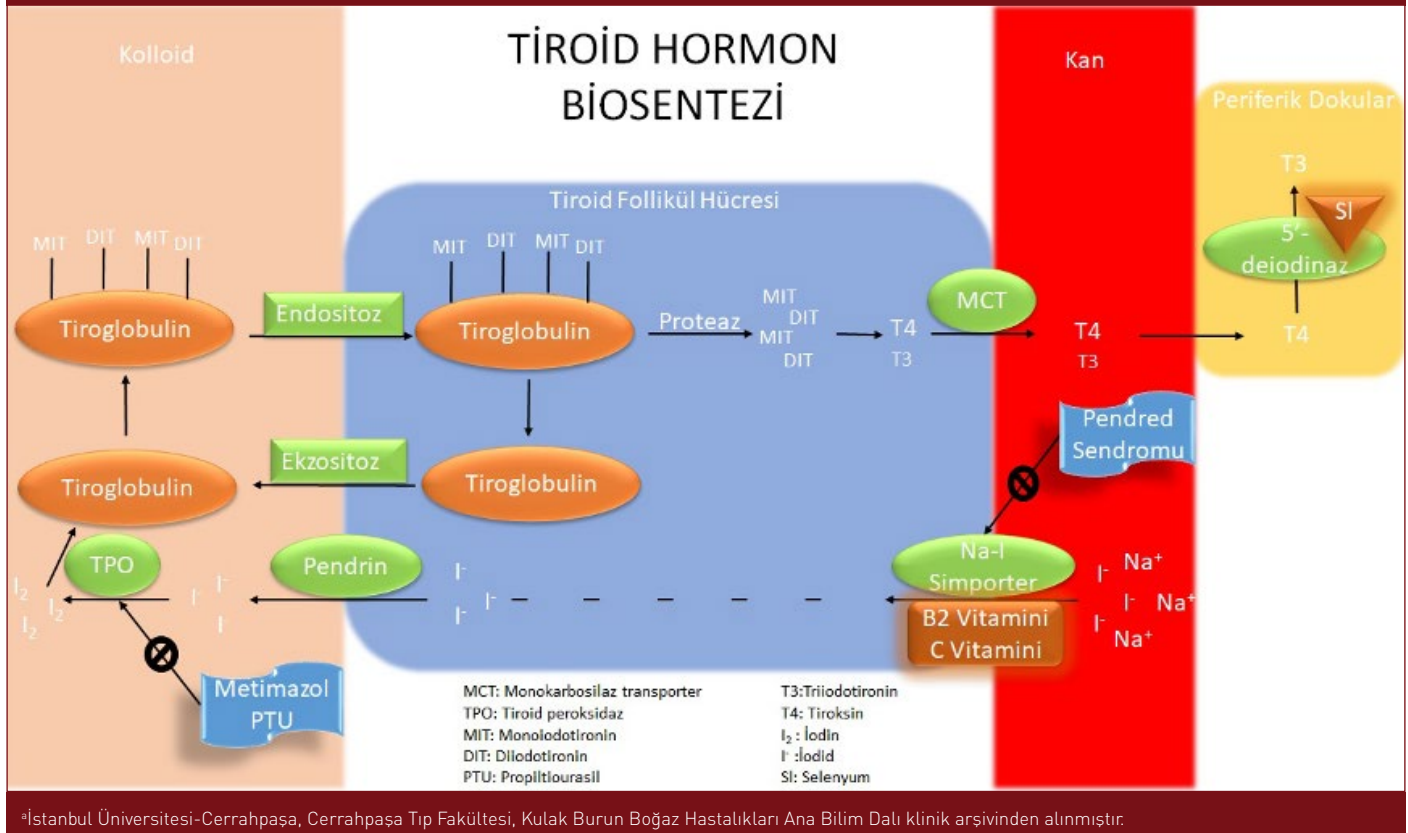 TİROİD HORMON
BİOSENTEZİ
Kolloid
Kan
Periferik Dokular
Tiroid Follikül Hücresi
MIT DIT MIT DIT
Tiroglobulin
Endositoz
MIT DIT MIT DIT
Tiroglobulin
Proteaz
MIT
DIT
MIT
DIT
T4
T3
MCT
T4
T3
T3
SI
5'-
deiodinaz
T4
Tiroglobulin
Ekzositoz
Tiroglobulin
Pendred
Sendromu
I₂
I₂
I₂
TPO
I⁻
I⁻
I⁻
Pendrin
I⁻
I⁻
I⁻
Na-I
Simporter
B2 Vitamini
C Vitamini
I⁻ Na⁺
I⁻ Na⁺
I⁻ Na⁺
Metimazol
PTU
MCT: Monokarbosilaz transporter
TPO: Tiroid peroksidaz
MIT: Monoiodotironin
DIT: Diiodotironin
PTU: Propiltiourasil
T3:Triiodotironin
T4: Tiroksin
I₂ : İodin
I⁻ :İodid
SI: Selenyum
ᵃİstanbul Üniversitesi-Cerrahpaşa, Cerrahpaşa Tıp Fakültesi, Kulak Burun Boğaz Hastalıkları Ana Bilim Dalı klinik arşivinden alınmıştır.